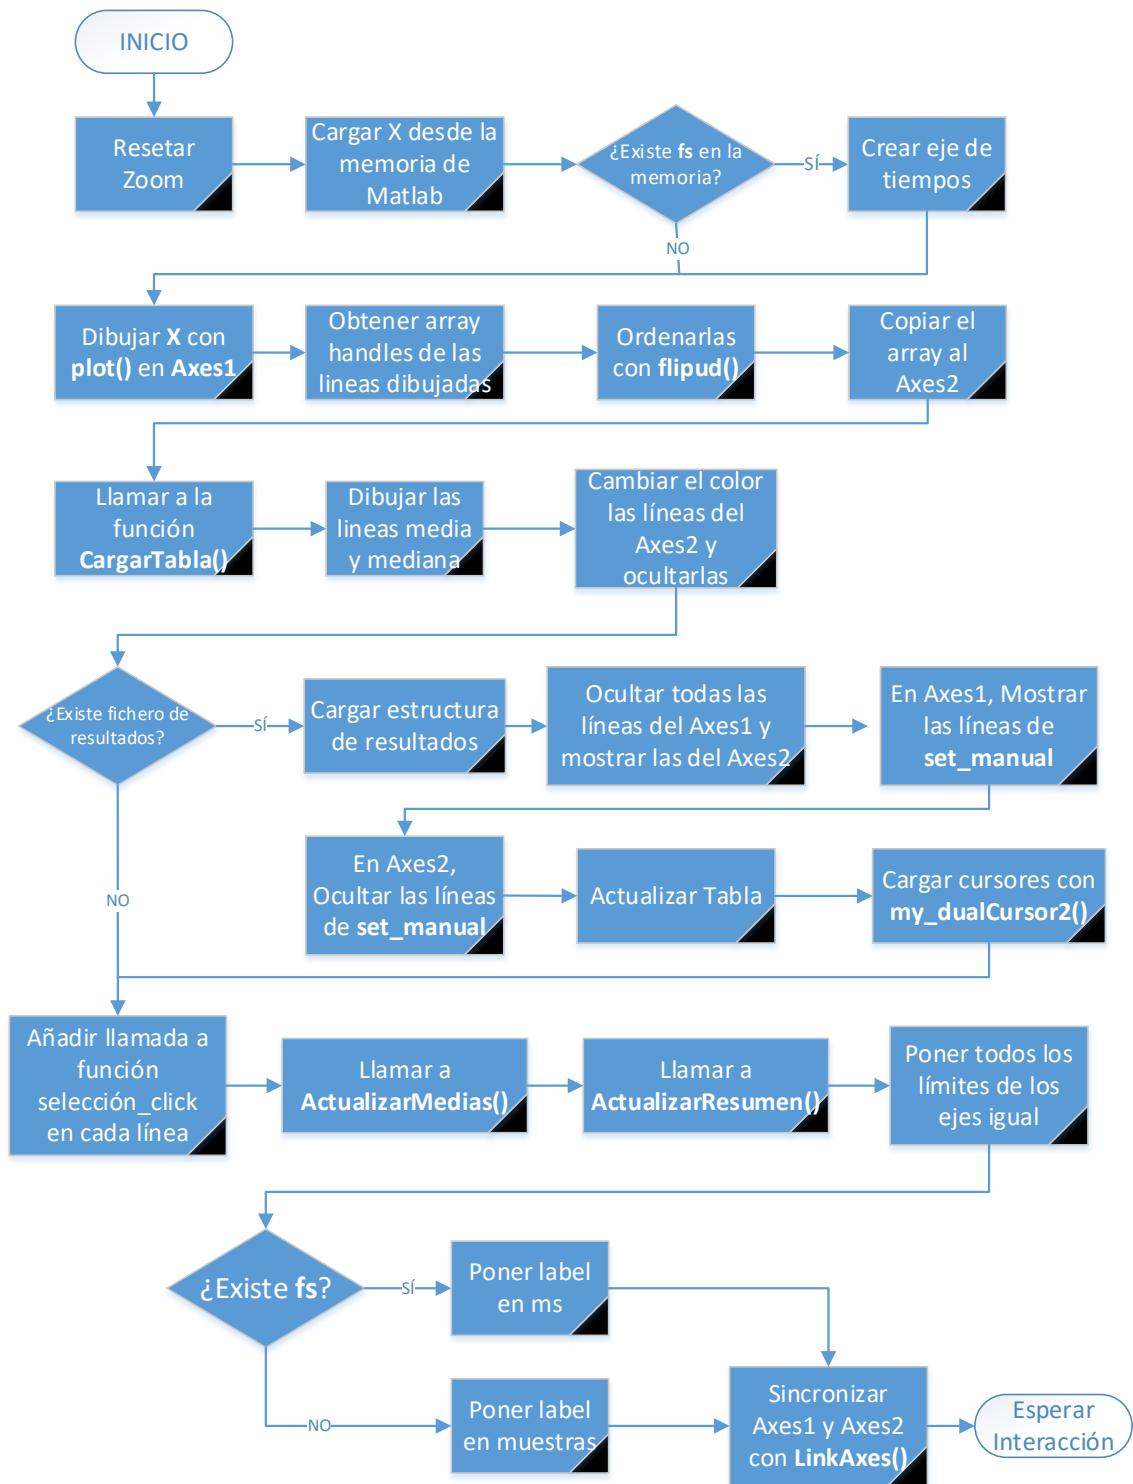 INICIO
Resetar
Zoom
Cargar X desde la
memoria de
Matlab
¿Existe fs en la
memoria?
SÍ
Crear eje de
tiempos
NO
Dibujar X con
plot() en Axes1
Obtener array
handles de las
lineas dibujadas
Ordenarlas
con flipud()
Copiar el
array al
Axes2
Llamar a la
función
CargarTabla()
Dibujar las
lineas media
y mediana
Cambiar el color
las líneas del
Axes2 y
ocultarlas
¿Existe fichero de
resultados?
SÍ
Cargar estructura
de resultados
Ocultar todas las
líneas del Axes1 y
mostrar las del Axes2
En Axes1, Mostrar
las líneas de
set_manual
NO
En Axes2,
Ocultar las líneas
de set_manual
Actualizar Tabla
Cargar cursores con
my_dualCursor2()
Añadir llamada a
función
selección_click
en cada línea
Llamar a
ActualizarMedias()
Llamar a
ActualizarResumen()
Poner todos los
límites de los
ejes igual
¿Existe fs?
SÍ
Poner label
en ms
NO
Poner label
en muestras
Sincronizar
Axes1 y Axes2
con LinkAxes()
Esperar
Interacción